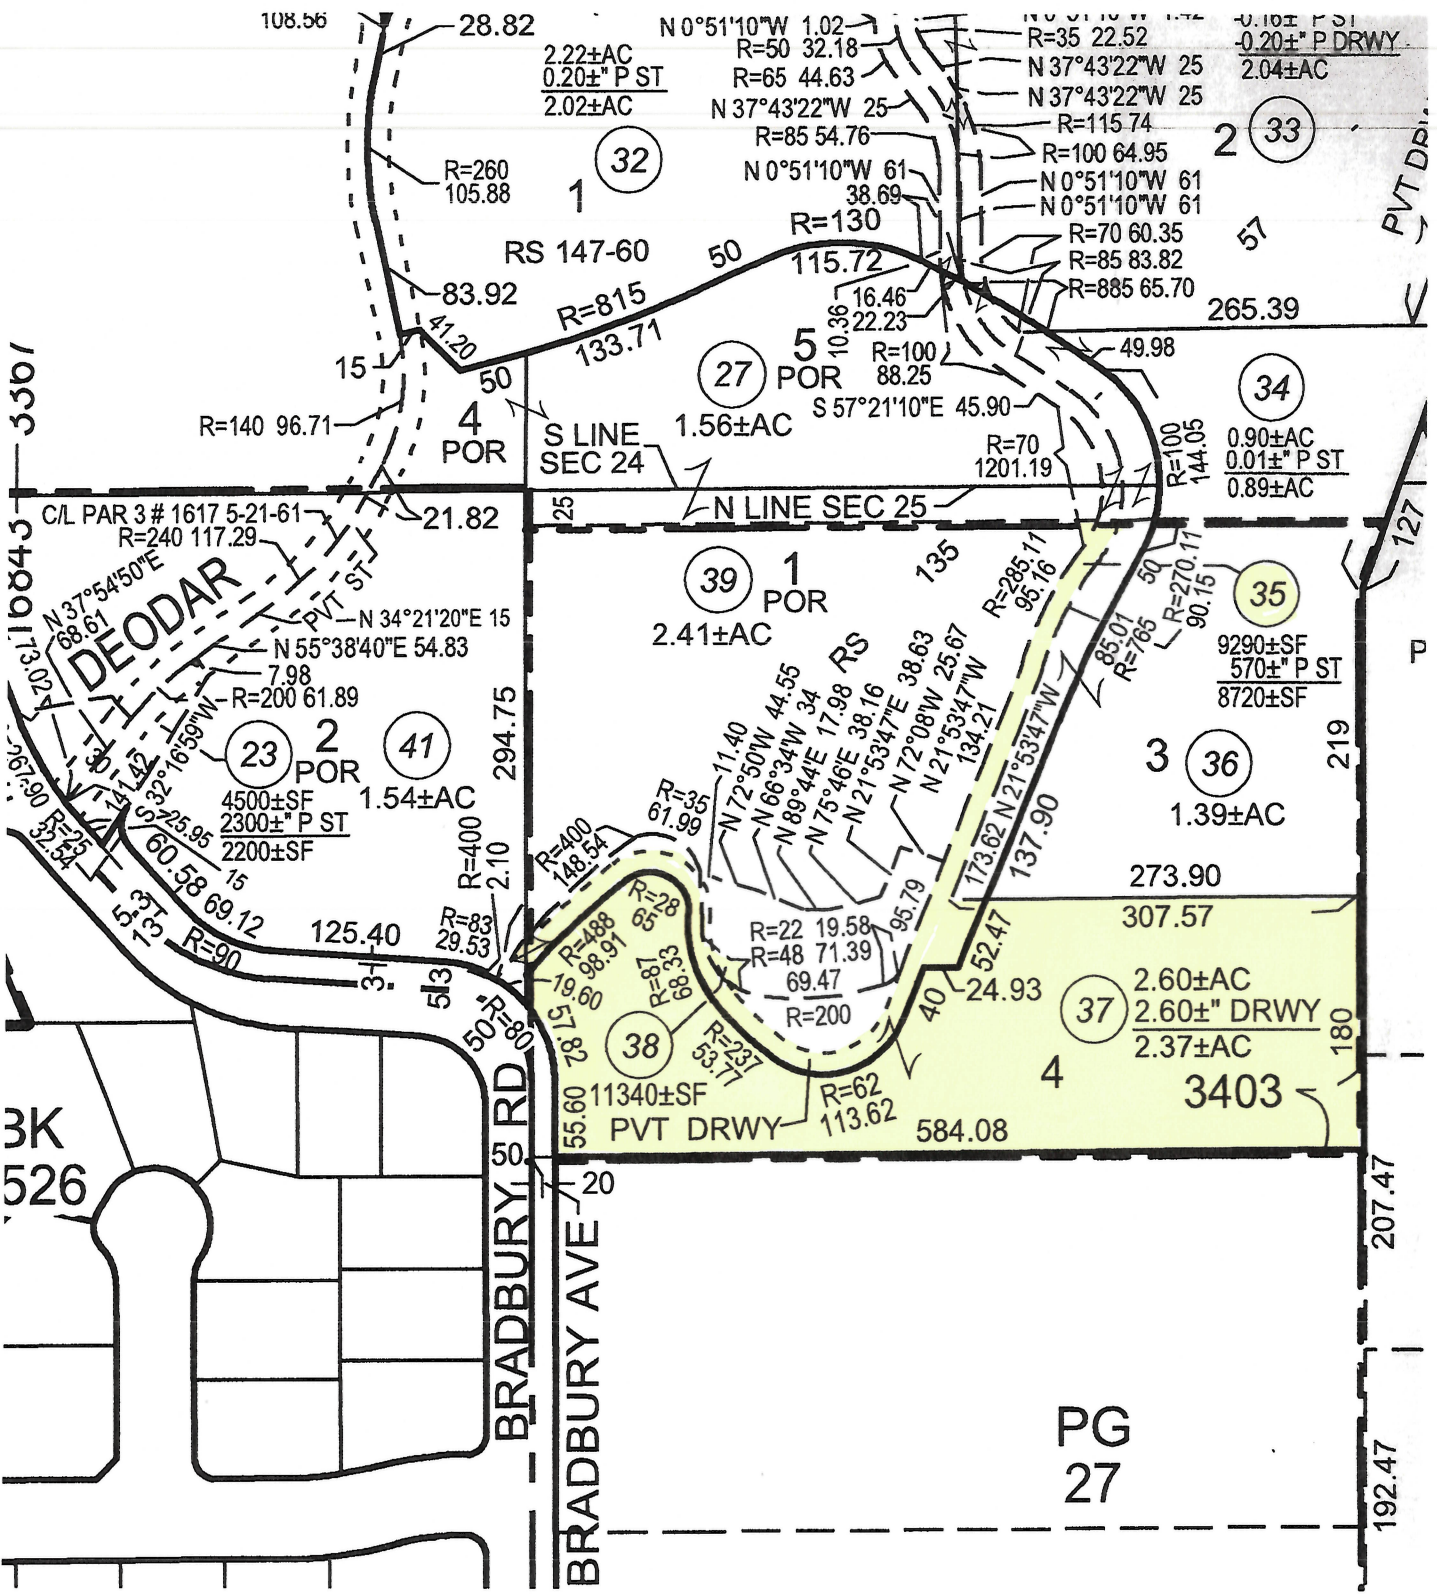 108.56
28.82
2.22±AC
0.20±" P ST
2.02±AC
N 0°51'10"W 1.02
R=50 32.18
R=65 44.63
N 37°43'22"W 25
R=85 54.76
N 0°51'10"W 61
38.69
N 0°51'10"W 1.42
R=35 22.52
N 37°43'22"W 25
N 37°43'22"W 25
R=115.74
R=100 64.95
N 0°51'10"W 61
N 0°51'10"W 61
R=70 60.35
R=85 83.82
R=885 65.70
-0.16± P ST
-0.20±" P DRWY
2.04±AC
2
33
57
265.39
R=260
105.88
1
32
RS 147-60
83.92
41.20
15
50
R=815
133.71
50
R=130
115.72
16.46
22.23
10.36
5
POR
27
1.56±AC
R=100
88.25
S 57°21'10"E 45.90
R=70
1201.19
49.98
R=100
144.05
34
0.90±AC
0.01±" P ST
0.89±AC
3367
16843
R=140 96.71
4
POR
S LINE
SEC 24
25
N LINE SEC 25
21.82
C/L PAR 3 # 1617 5-21-61
R=240 117.29
N 37°54'50"E
68.61
173.02
DEODAR
PVT ST
N 34°21'20"E 15
N 55°38'40"E 54.83
7.98
R=200 61.89
S 32°16'59"W
141.42
30
267.90
R=25
32.54
25.95
15
23
2
POR
41
4500±SF
2300±" P ST
2200±SF
1.54±AC
294.75
39
1
POR
2.41±AC
135
R=285.11
95.16
50
R=270.11
90.15
85.01
R=765
127
35
9290±SF
570±" P ST
8720±SF
P
RS
11.40
N 72°50'W 44.55
N 66°34'W 34
N 89°44'E 17.98
N 75°46'E 38.16
N 21°53'47"E 38.63
N 72°08'W 25.67
N 21°53'47"W
134.21
N 21°53'47"W
173.62
137.90
3
36
1.39±AC
219
273.90
307.57
R=35
61.99
R=400
148.54
R=400
2.10
R=83
29.53
60.58
69.12
R=90
5.3
13
125.40
3
5.3
R=80
50
19.60
57.82
55.60
R=488
98.91
R=28
65
R=87
68.33
R=22 19.58
R=48 71.39
69.47
R=200
95.79
52.47
24.93
40
38
11340±SF
R=237
53.77
R=62
113.62
PVT DRWY
584.08
37
2.60±AC
2.60±" DRWY
2.37±AC
4
3403
180
BK
526
50
20
BRADBURY RD
BRADBURY AVE
207.47
192.47
PG
27